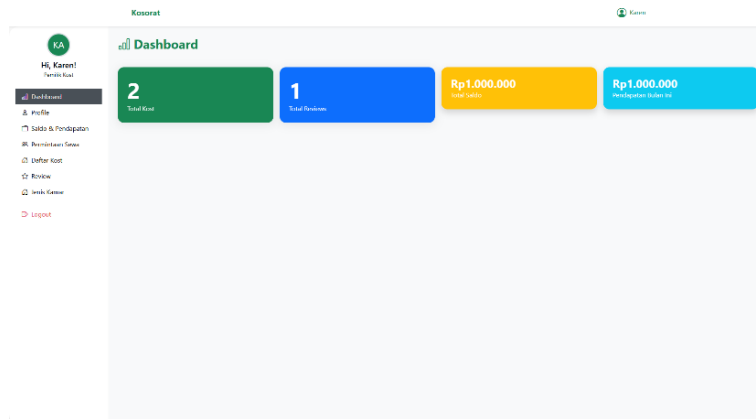 Kosorat
Karen
KA
Hi, Karen!
Pemilik Kost
Dashboard
Profile
Saldo & Pendapatan
Permintaan Sewa
Daftar Kost
Review
Jenis Kamar
Logout
Dashboard
2
Total Kost
1
Total Reviews
Rp1.000.000
Total Saldo
Rp1.000.000
Pendapatan Bulan Ini